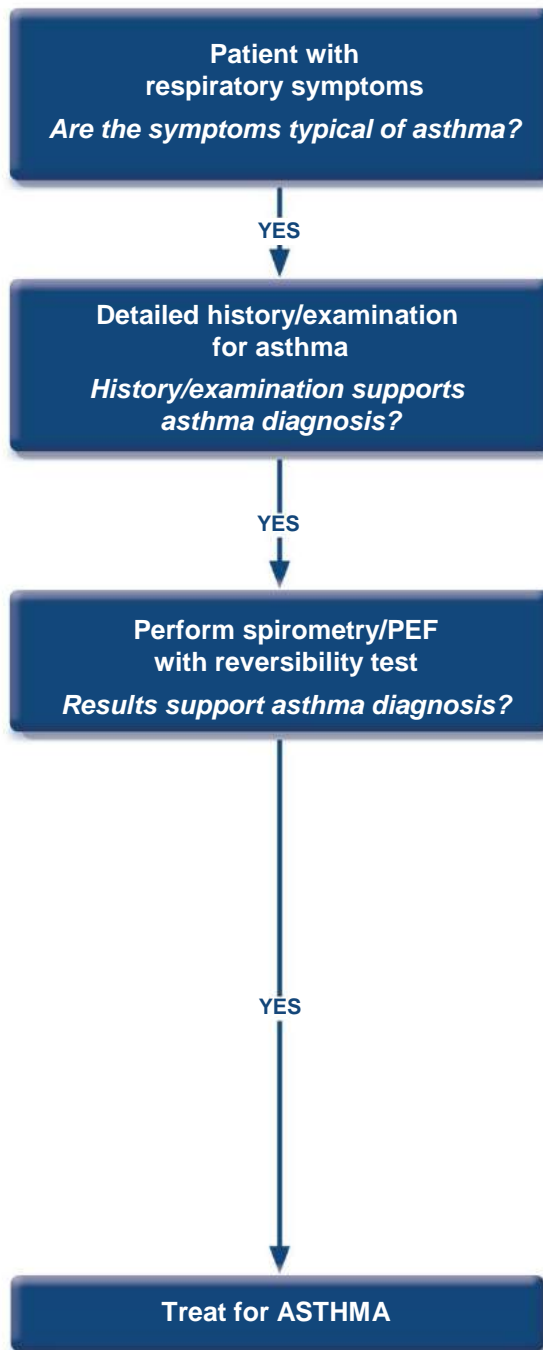 Patient with
respiratory symptoms
Are the symptoms typical of asthma?
YES
Detailed history/examination
for asthma
History/examination supports
asthma diagnosis?
YES
Perform spirometry/PEF
with reversibility test
Results support asthma diagnosis?
YES
Treat for ASTHMA